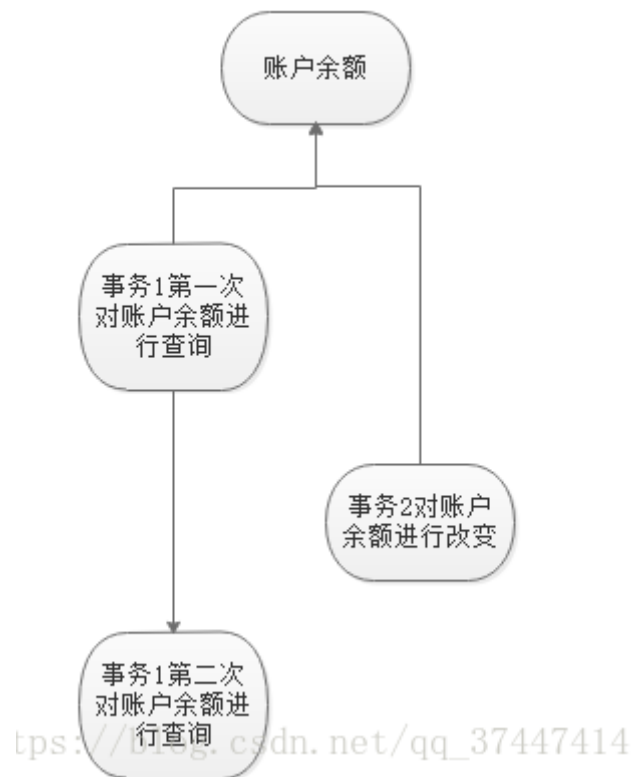 账户余额
事务1第一次
对账户余额进
行查询
事务2对账户
余额进行改变
事务1第二次
对账户余额进
行查询
tps://blog.csdn.net/qq_37447414